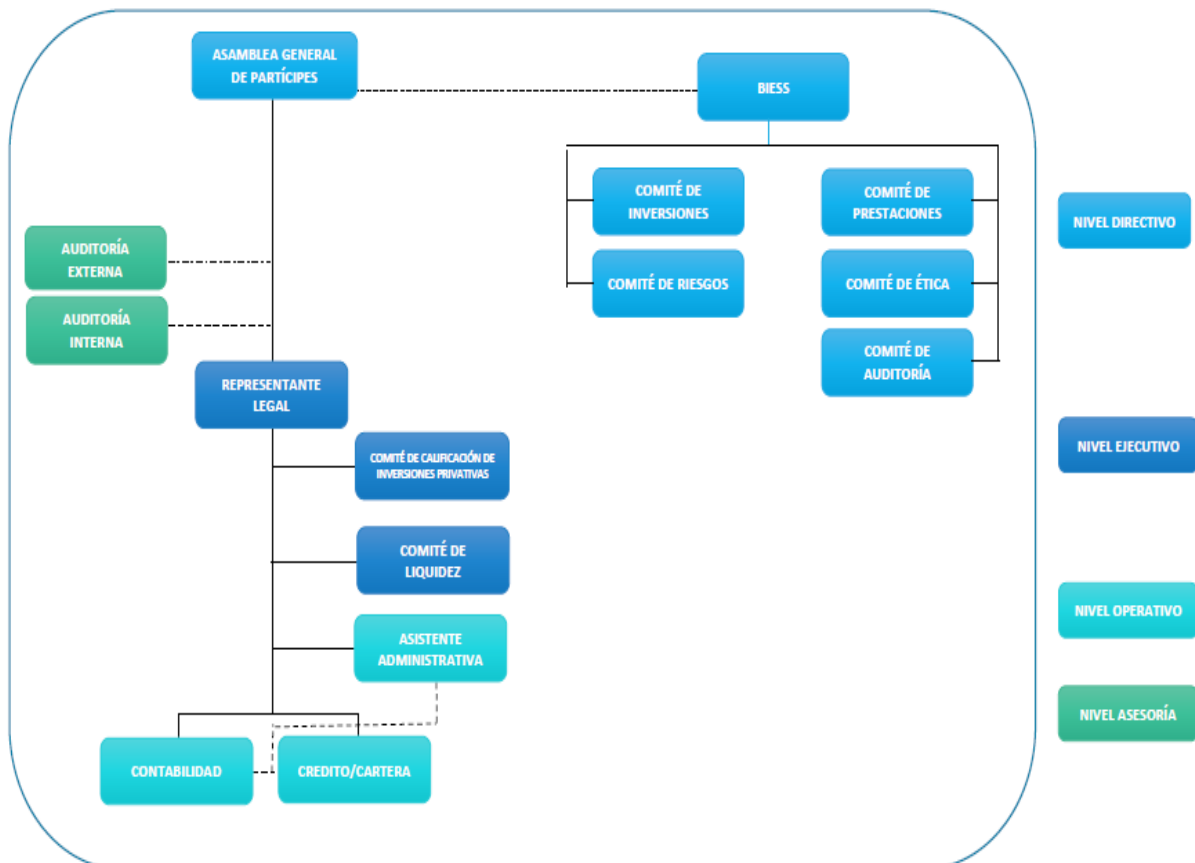 ASAMBLEA GENERAL
DE PARTÍCIPES
BIESS
COMITÉ DE
INVERSIONES
COMITÉ DE
PRESTACIONES
NIVEL DIRECTIVO
AUDITORÍA
EXTERNA
COMITÉ DE RIESGOS
COMITÉ DE ÉTICA
AUDITORÍA
INTERNA
COMITÉ DE
AUDITORÍA
REPRESENTANTE
LEGAL
COMITÉ DE CALIFICACIÓN DE
INVERSIONES PRIVATIVAS
NIVEL EJECUTIVO
COMITÉ DE
LIQUIDEZ
NIVEL OPERATIVO
ASISTENTE
ADMINISTRATIVA
NIVEL ASESORÍA
CONTABILIDAD
CREDITO/CARTERA